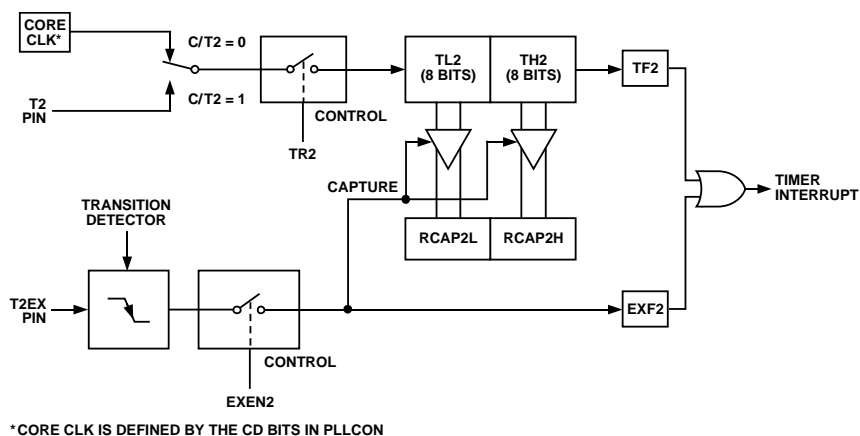 CORE
CLK*
C/T2 = 0
T2
PIN
C/T2 = 1
CONTROL
TR2
TL2
(8 BITS)
TH2
(8 BITS)
TF2
CAPTURE
RCAP2L
RCAP2H
TIMER
INTERRUPT
TRANSITION
DETECTOR
T2EX
PIN
CONTROL
EXEN2
EXF2
*CORE CLK IS DEFINED BY THE CD BITS IN PLLCON